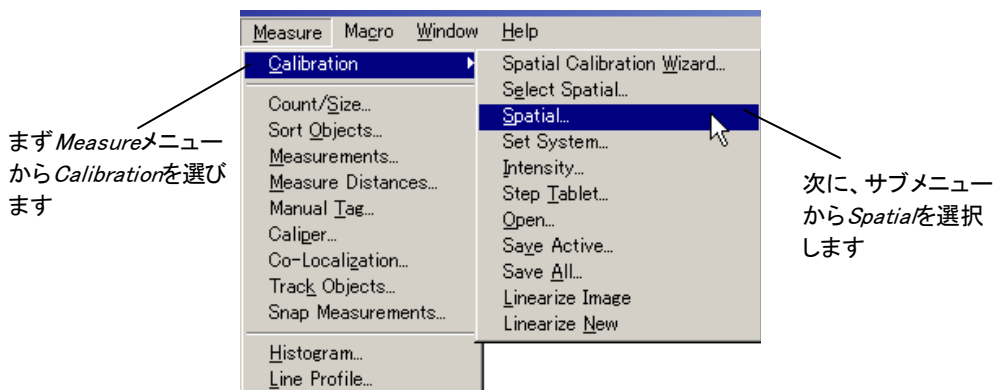 Measure Macro Window Help
Calibration
Count/Size...
Sort Objects...
Measurements...
Measure Distances...
Manual Tag...
Caliper...
Co-Localization...
Track Objects...
Snap Measurements...
Histogram...
Line Profile...
Spatial Calibration Wizard...
Select Spatial...
Spatial...
Set System...
Intensity...
Step Tablet...
Open...
Save Active...
Save All...
Linearize Image
Linearize New
まずMeasureメニュー
からCalibrationを選び
ます
次に、サブメニュー
からSpatialを選択
します